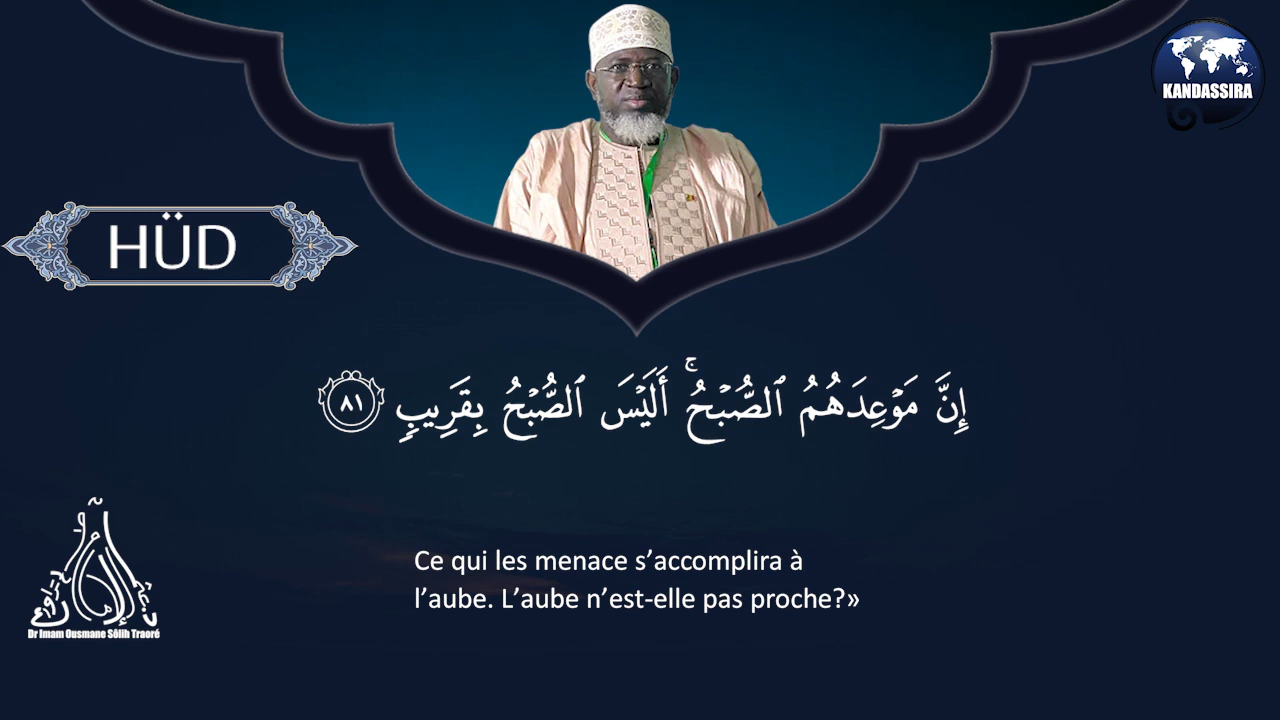 KANDASSIRA
HÜD
إِنَّ مَوْعِدَهُمُ ٱلصُّبْحُ ۚ أَلَيْسَ ٱلصُّبْحُ بِقَرِيبٍ ٨١
Ce qui les menace s’accomplira à
l’aube. L’aube n’est-elle pas proche?»
Dr Imam Ousmane Sôlih Traoré